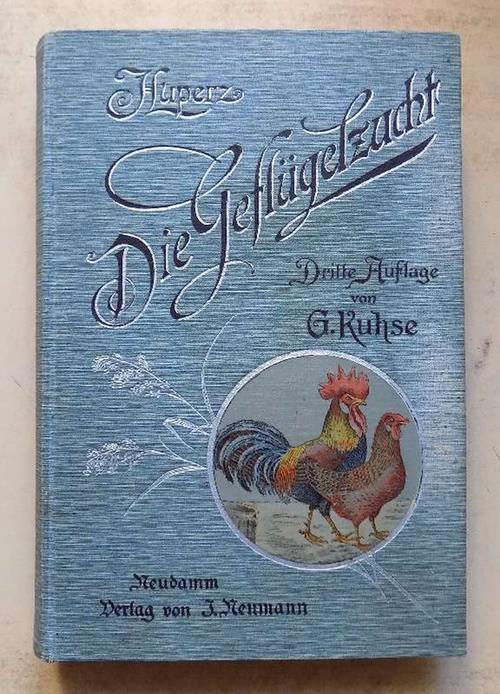 Huperz
Die Geflügelzucht
Dritte Auflage
von
G. Kuhse
Neudamm
Verlag von J. Neumann